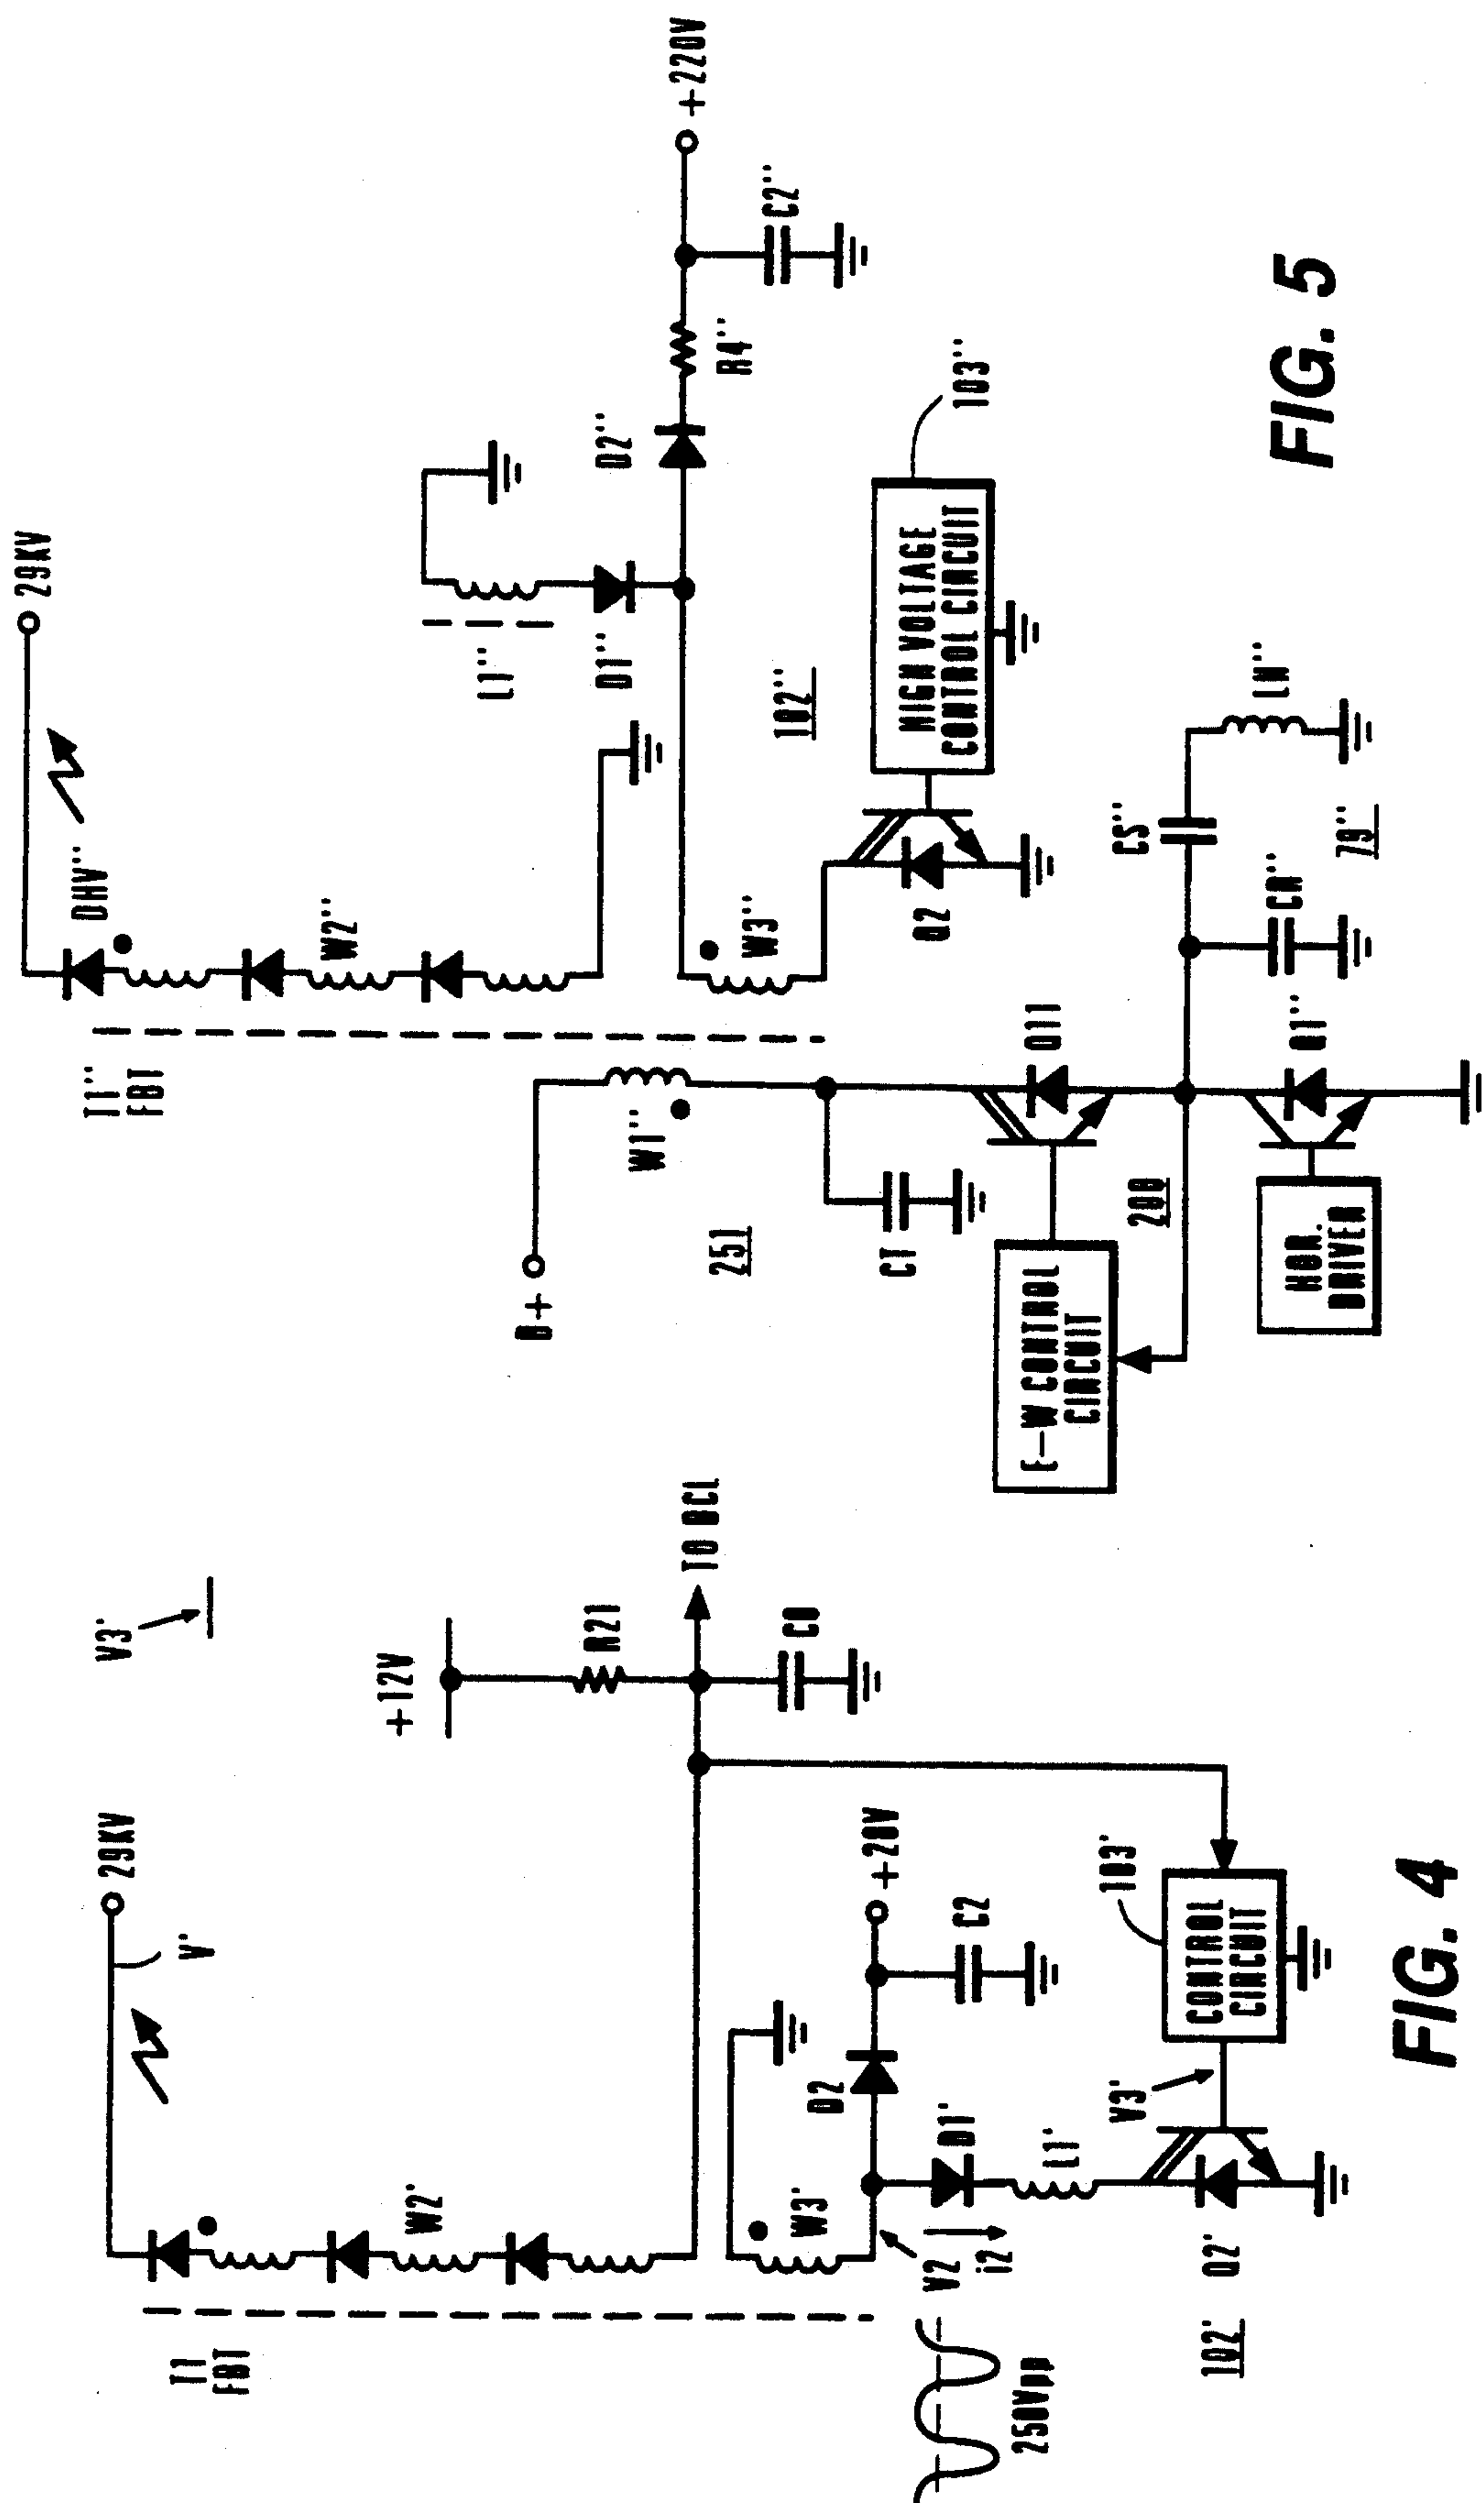 T1'
FBT
29KV
V'
W2'
V3'
+12V
R21
TO BCL
C0
W3'
V2
i2
250Vpp
D2
+20V
C2
D1'
L1'
V3'
Q2'
102'
103'
CONTROL
CIRCUIT
FIG. 4
T1''
FBT
29KV
DHV''
W2''
W3''
L1''
D1''
D2''
R4''
+220V
C2''
102''
103''
HIGH VOLTAGE
CONTROL CIRCUIT
Q2
B+
W1''
251
CT
Q11
E-W CONTROL
CIRCUIT
200
HOR.
DRIVER
Q1''
CR''
CS''
LH''
79''
FIG. 5